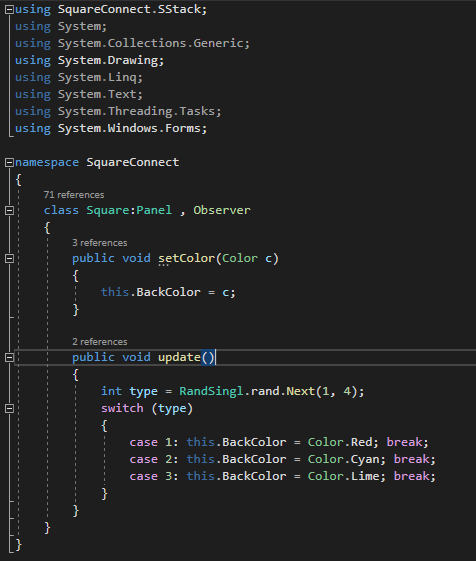 using SquareConnect.SStack;
using System;
using System.Collections.Generic;
using System.Drawing;
using System.Linq;
using System.Text;
using System.Threading.Tasks;
using System.Windows.Forms;
namespace SquareConnect
{
71 references
class Square:Panel , Observer
{
3 references
public void setColor(Color c)
{
this.BackColor = c;
}
2 references
public void update()
{
int type = RandSingl.rand.Next(1, 4);
switch (type)
{
case 1: this.BackColor = Color.Red; break;
case 2: this.BackColor = Color.Cyan; break;
case 3: this.BackColor = Color.Lime; break;
}
}
}
}